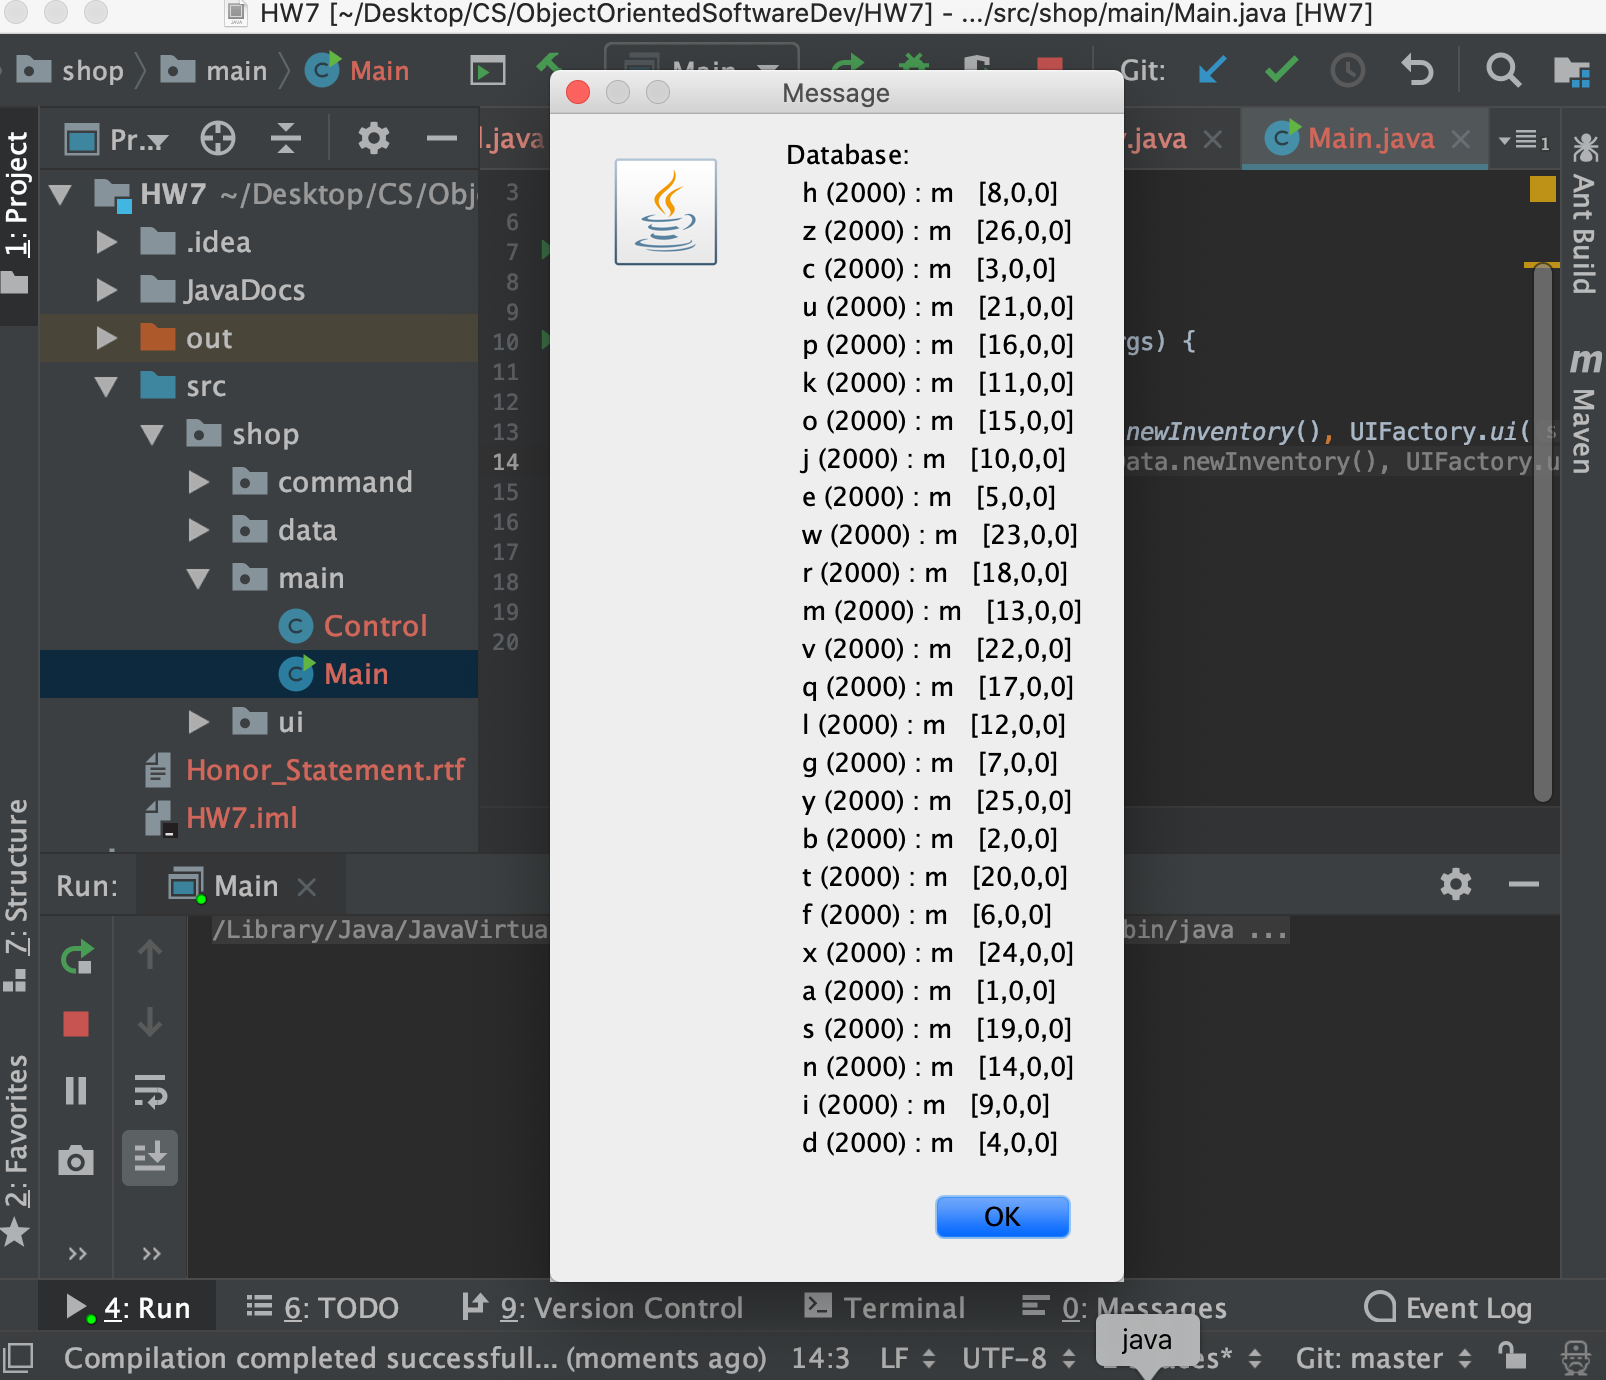 HW7 [~/Desktop/CS/ObjectOrientedSoftwareDev/HW7] - .../src/shop/main/Main.java [HW7]
shop main Main Main Git:
1: Project
Pr...
.java
.java
Main.java
1
HW7 ~/Desktop/CS/Obj
.idea
JavaDocs
out
src
shop
command
data
main
Control
Main
ui
Honor_Statement.rtf
HW7.iml
3
6
7
8
9
10
11
12
13
14
15
16
17
18
19
20
gs) {
newInventory(), UIFactory.ui( s
ata.newInventory(), UIFactory.u
Message
Database:
h (2000) : m [8,0,0]
z (2000) : m [26,0,0]
c (2000) : m [3,0,0]
u (2000) : m [21,0,0]
p (2000) : m [16,0,0]
k (2000) : m [11,0,0]
o (2000) : m [15,0,0]
j (2000) : m [10,0,0]
e (2000) : m [5,0,0]
w (2000) : m [23,0,0]
r (2000) : m [18,0,0]
m (2000) : m [13,0,0]
v (2000) : m [22,0,0]
q (2000) : m [17,0,0]
l (2000) : m [12,0,0]
g (2000) : m [7,0,0]
y (2000) : m [25,0,0]
b (2000) : m [2,0,0]
t (2000) : m [20,0,0]
f (2000) : m [6,0,0]
x (2000) : m [24,0,0]
a (2000) : m [1,0,0]
s (2000) : m [19,0,0]
n (2000) : m [14,0,0]
i (2000) : m [9,0,0]
d (2000) : m [4,0,0]
OK
Ant Build
m Maven
7: Structure
2: Favorites
Run: Main
/Library/Java/JavaVirtua
bin/java ...
4: Run 6: TODO 9: Version Control Terminal 0: Messages Event Log
java
Compilation completed successfull... (moments ago) 14:3 LF UTF-8 Git: master